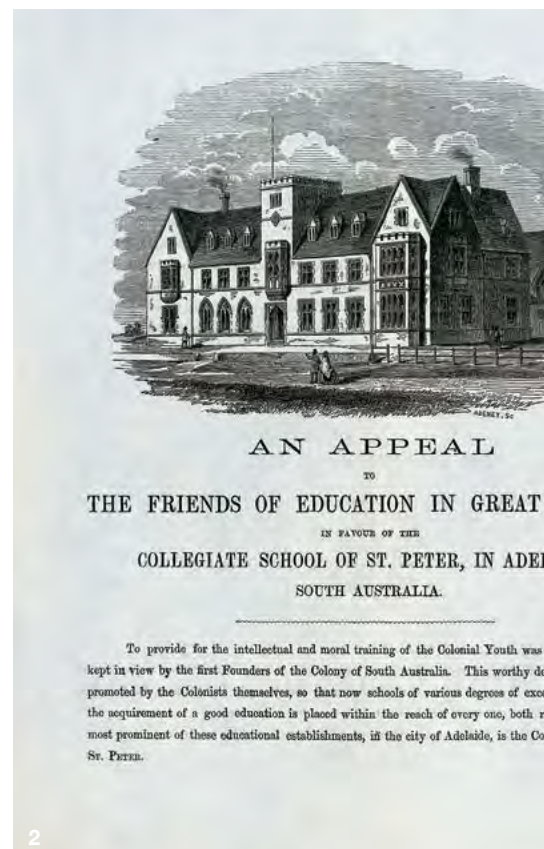 AGNEY. Sc
AN APPEAL
TO
THE FRIENDS OF EDUCATION IN GREAT
IN FAVOUR OF THE
COLLEGIATE SCHOOL OF ST. PETER, IN ADE
SOUTH AUSTRALIA.
To provide for the intellectual and moral training of the Colonial Youth was
kept in view by the first Founders of the Colony of South Australia. This worthy de
promoted by the Colonists themselves, so that now schools of various degrees of exce
the acquirement of a good education is placed within the reach of every one, both r
most prominent of these educational establishments, in the city of Adelaide, is the Co
St. Peter.
2